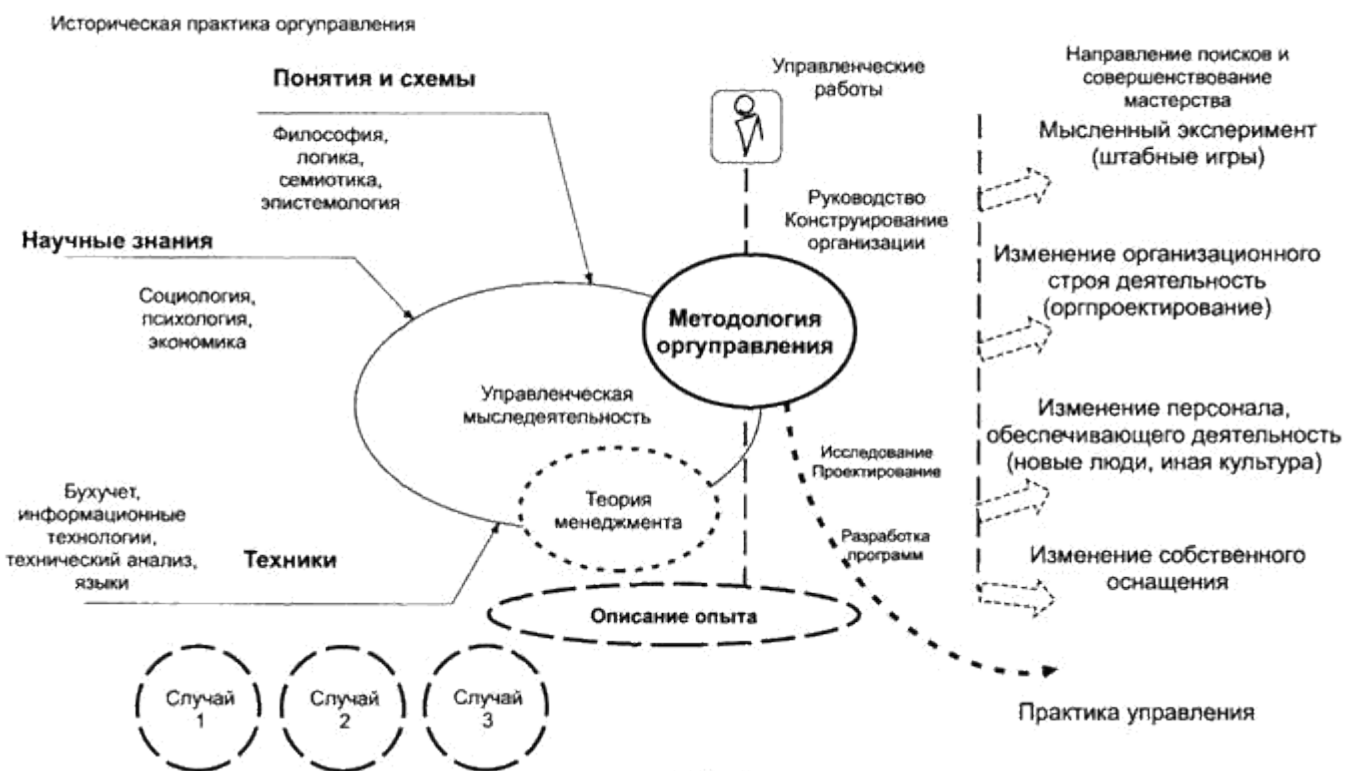 Историческая практика оргуправления
Понятия и схемы
Философия,
логика,
семиотика,
эпистемология
Научные знания
Социология,
психология,
экономика
Управленческие
работы
Руководство
Конструирование
организации
Методология
оргуправления
Управленческая
мыследеятельность
Теория
менеджмента
Исследование
Проектирование
Разработка
программ
Бухучет,
информационные
технологии,
технический анализ,
языки
Техники
Описание опыта
Случай
1
Случай
2
Случай
3
Направление поисков и
совершенствование
мастерства
Мысленный эксперимент
(штабные игры)
Изменение организационного
строя деятельность
(оргпроектирование)
Изменение персонала,
обеспечивающего деятельность
(новые люди, иная культура)
Изменение собственного
оснащения
Практика управления